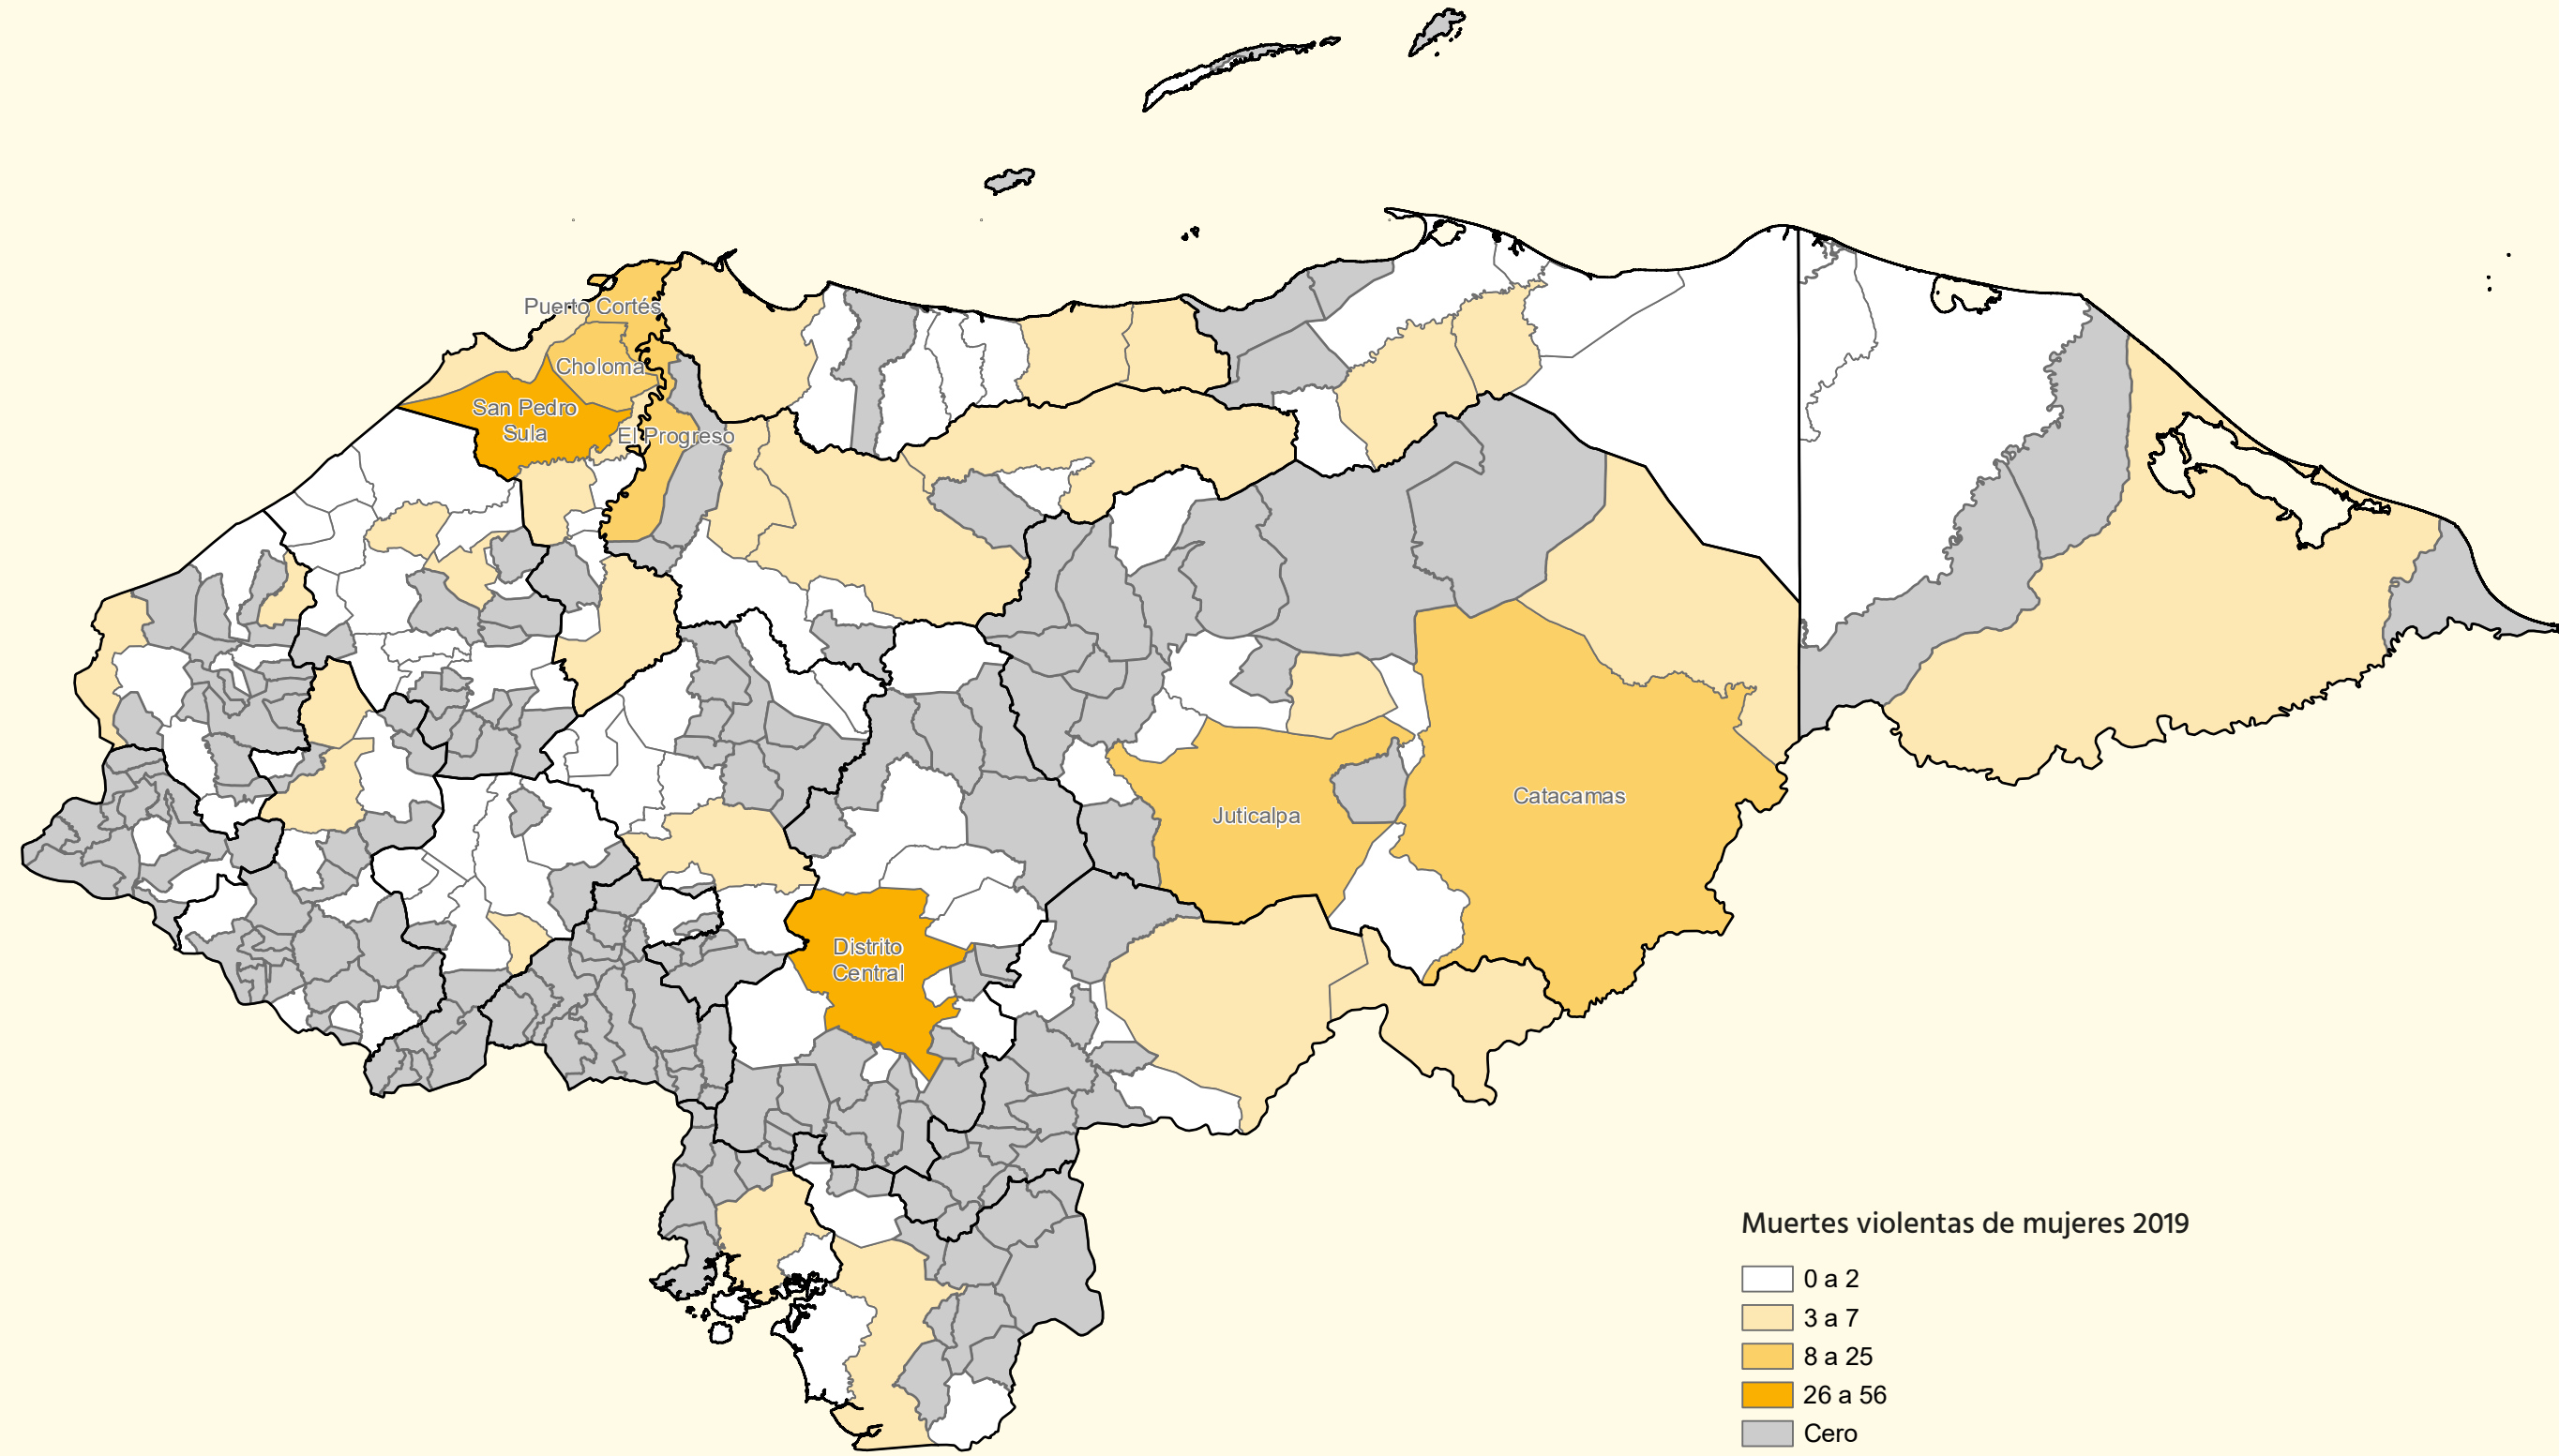 Puerto Cortés
Choloma
San Pedro
Sula
El Progreso
Juticalpa
Catacamas
Distrito
Central
Muertes violentas de mujeres 2019
0 a 2
3 a 7
8 a 25
26 a 56
Cero